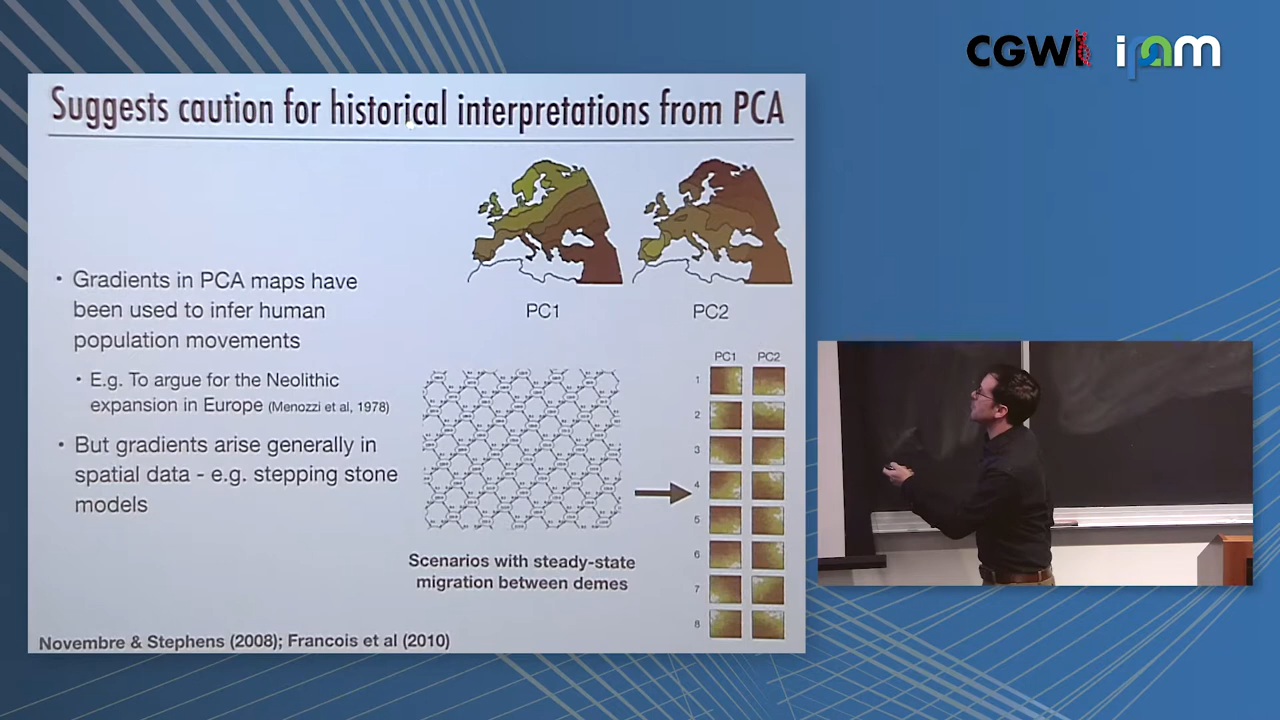 CGWI ipam
Suggests caution for historical interpretations from PCA
PC1 PC2
• Gradients in PCA maps have
been used to infer human
population movements
• E.g. To argue for the Neolithic
expansion in Europe (Menozzi et al, 1978)
• But gradients arise generally in
spatial data - e.g. stepping stone
models
Scenarios with steady-state
migration between demes
PC1 PC2
1
2
3
4
5
6
7
8
Novembre & Stephens (2008); Francois et al (2010)